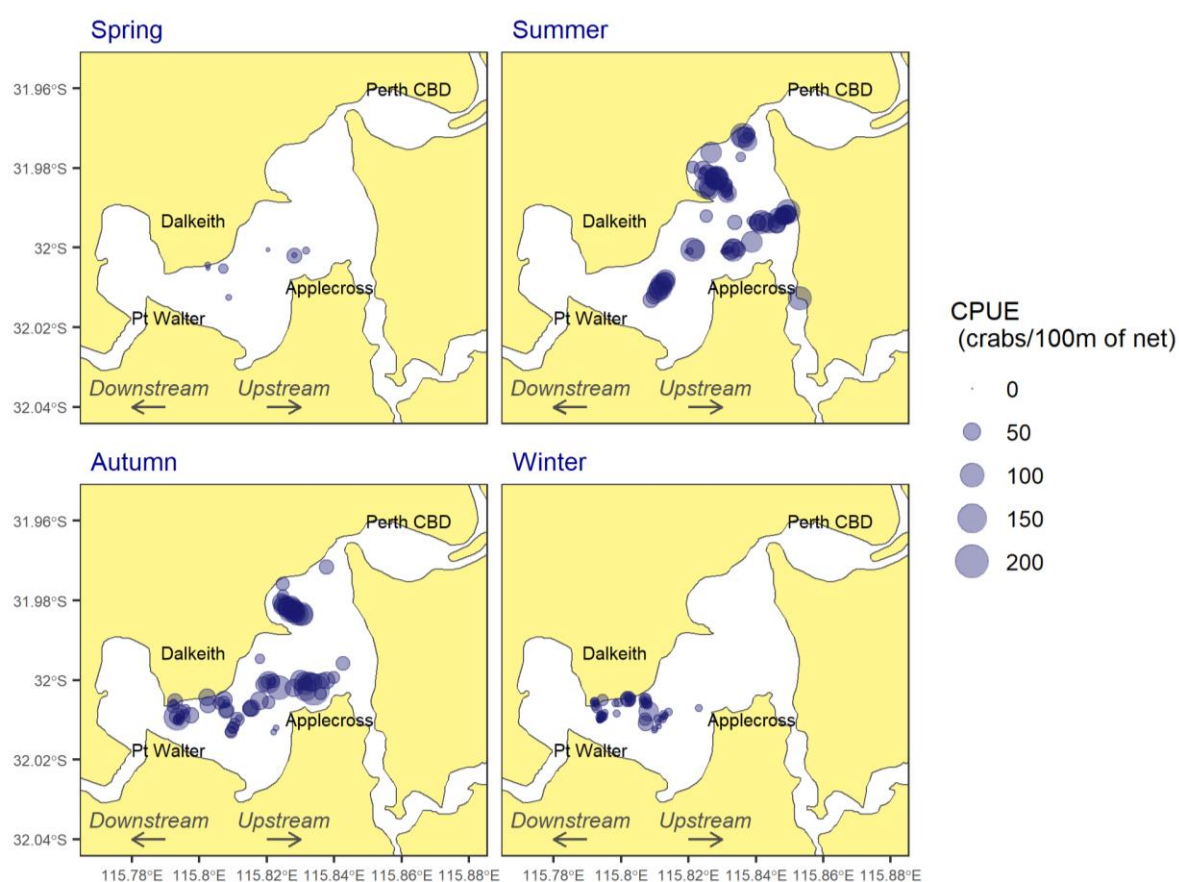 Spring
Summer
31.96°S
Perth CBD
Perth CBD
31.98°S
Dalkeith
Dalkeith
32°S
Applecross
Applecross
32.02°S
Pt Walter
Pt Walter
Downstream
Upstream
Downstream
Upstream
32.04°S
Autumn
Winter
31.96°S
Perth CBD
Perth CBD
31.98°S
Dalkeith
Dalkeith
32°S
Applecross
Applecross
32.02°S
Pt Walter
Pt Walter
Downstream
Upstream
Downstream
Upstream
32.04°S
115.78°E 115.8°E 115.82°E 115.84°E 115.86°E 115.88°E
115.78°E 115.8°E 115.82°E 115.84°E 115.86°E 115.88°E
CPUE
(crabs/100m of net)
0
50
100
150
200